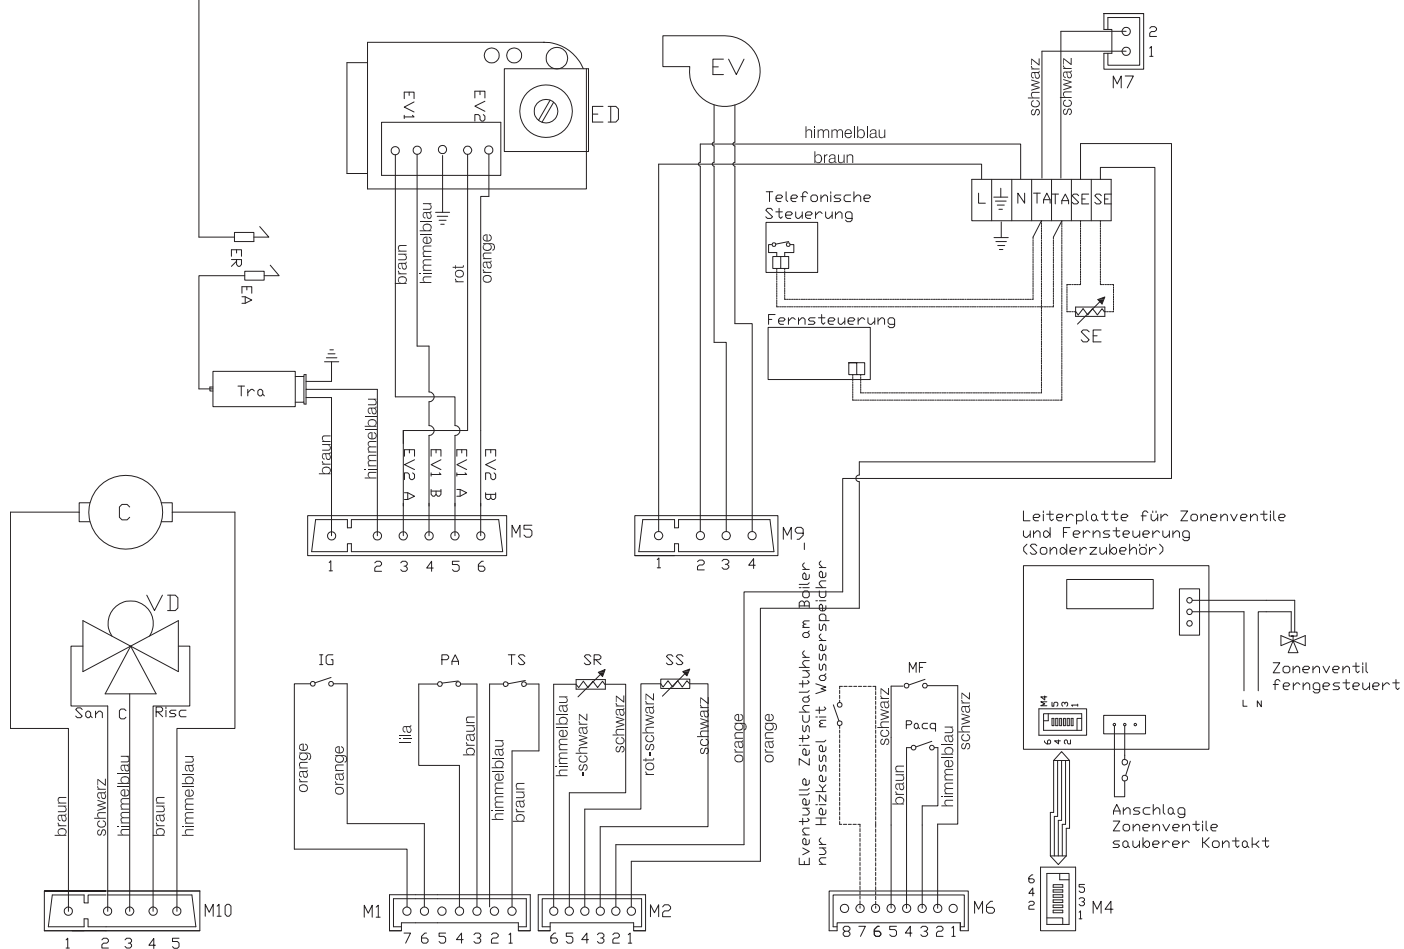 2
1
M7
schwarz
schwarz
EV
EV1
EV2
ED
himmelblau
braun
L
N
TA
TA
SE
SE
Telefonische
Steuerung
Fernsteuerung
SE
ER
EA
Tra
braun
himmelblau
rot
orange
braun
himmelblau
EV2 A
EV1 B
EV1 A
EV2 B
M5
1 2 3 4 5 6
M9
1 2 3 4
C
VD
San
C
Risc
braun
schwarz
himmelblau
braun
himmelblau
M10
1 2 3 4 5
IG
PA
TS
SR
SS
orange
orange
lila
braun
himmelblau
braun
himmelblau
-schwarz
schwarz
rot-schwarz
schwarz
orange
orange
M1
7 6 5 4 3 2 1
M2
6 5 4 3 2 1
Eventuelle Zeitschaltuhr am Boiler -
nur Heizkessel mit Wasserspeicher
MF
Pacq
schwarz
braun
himmelblau
schwarz
M6
8 7 6 5 4 3 2 1
Leiterplatte für Zonenventile
und Fernsteuerung
(Sonderzubehör)
Zonenventil
ferngesteuert
L N
M4
5 3 1
6 4 2
Anschlag
Zonenventile
sauberer Kontakt
6
4
2
5
3
1
M4